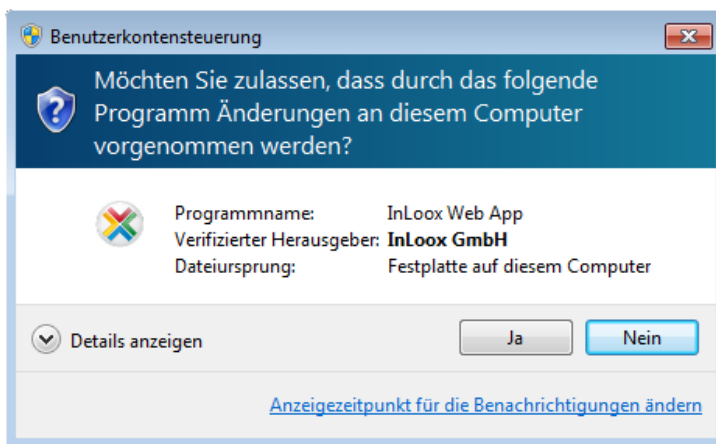 Benutzerkontensteuerung
Möchten Sie zulassen, dass durch das folgende
Programm Änderungen an diesem Computer
vorgenommen werden?
Programmname: InLoox Web App
Verifizierter Herausgeber: InLoox GmbH
Dateiursprung: Festplatte auf diesem Computer
Details anzeigen Ja Nein
Anzeigezeitpunkt für die Benachrichtigungen ändern